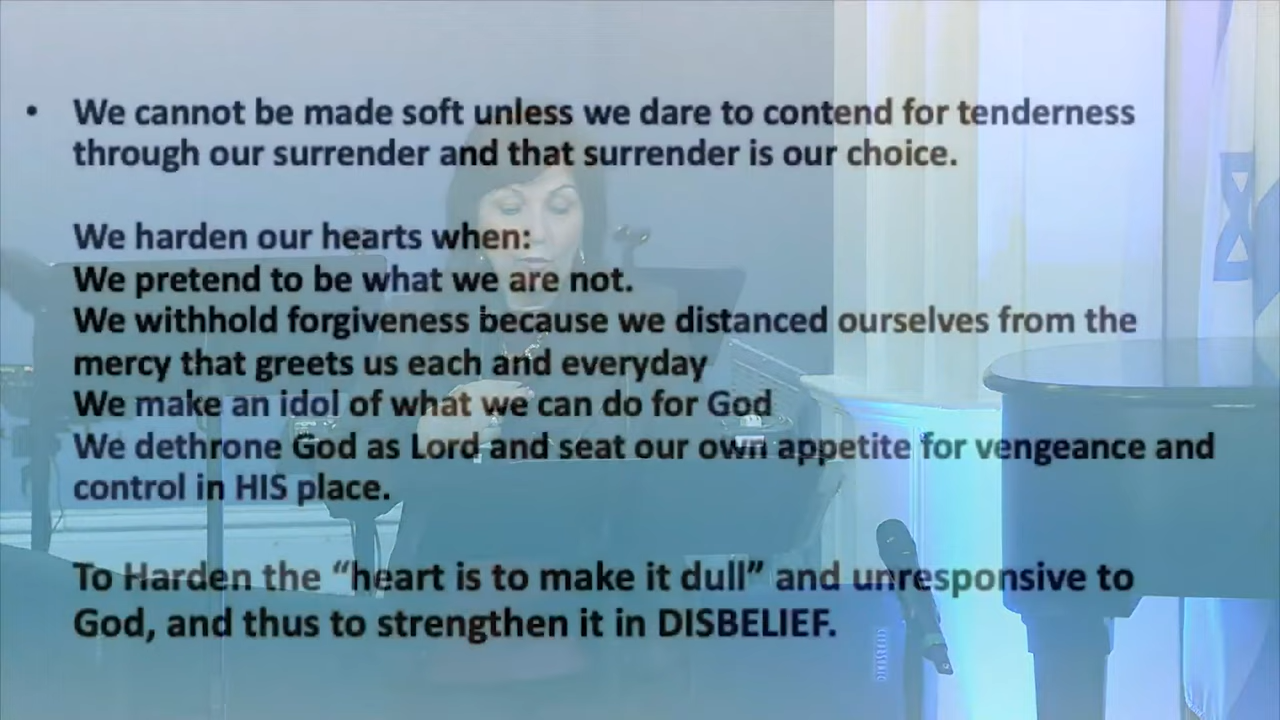 • We cannot be made soft unless we dare to contend for tenderness
through our surrender and that surrender is our choice.
We harden our hearts when:
We pretend to be what we are not.
We withhold forgiveness because we distanced ourselves from the
mercy that greets us each and everyday
We make an idol of what we can do for God
We dethrone God as Lord and seat our own appetite for vengeance and
control in HIS place.
To Harden the “heart is to make it dull” and unresponsive to
God, and thus to strengthen it in DISBELIEF.